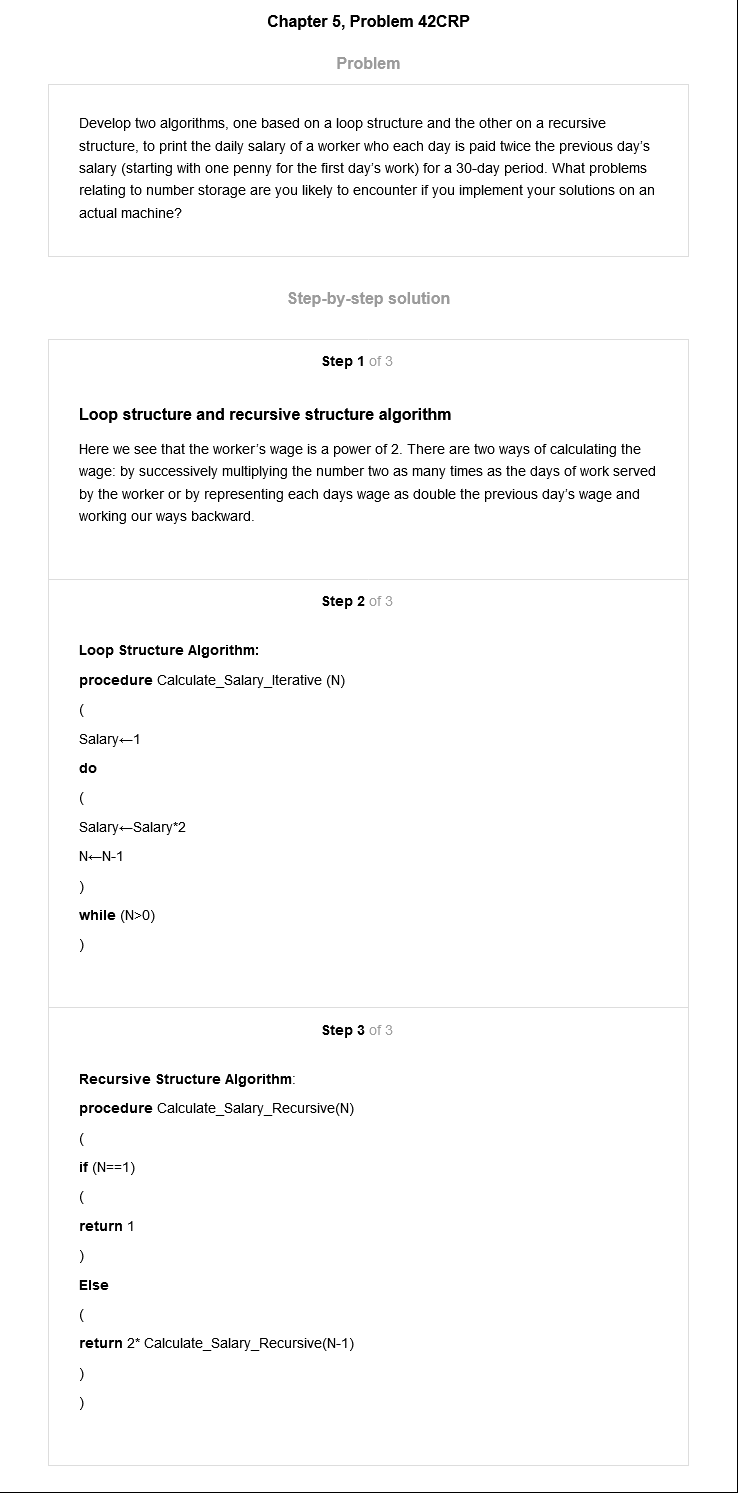 Chapter 5, Problem 42CRP
Problem
Develop two algorithms, one based on a loop structure and the other on a recursive
structure, to print the daily salary of a worker who each day is paid twice the previous day’s
salary (starting with one penny for the first day’s work) for a 30-day period. What problems
relating to number storage are you likely to encounter if you implement your solutions on an
actual machine?
Step-by-step solution
Step 1 of 3
Loop structure and recursive structure algorithm
Here we see that the worker’s wage is a power of 2. There are two ways of calculating the
wage: by successively multiplying the number two as many times as the days of work served
by the worker or by representing each days wage as double the previous day’s wage and
working our ways backward.
Step 2 of 3
Loop Structure Algorithm:
procedure Calculate_Salary_Iterative (N)
(
Salary←1
do
(
Salary←Salary*2
N←N-1
)
while (N>0)
)
Step 3 of 3
Recursive Structure Algorithm:
procedure Calculate_Salary_Recursive(N)
(
if (N==1)
(
return 1
)
Else
(
return 2* Calculate_Salary_Recursive(N-1)
)
)